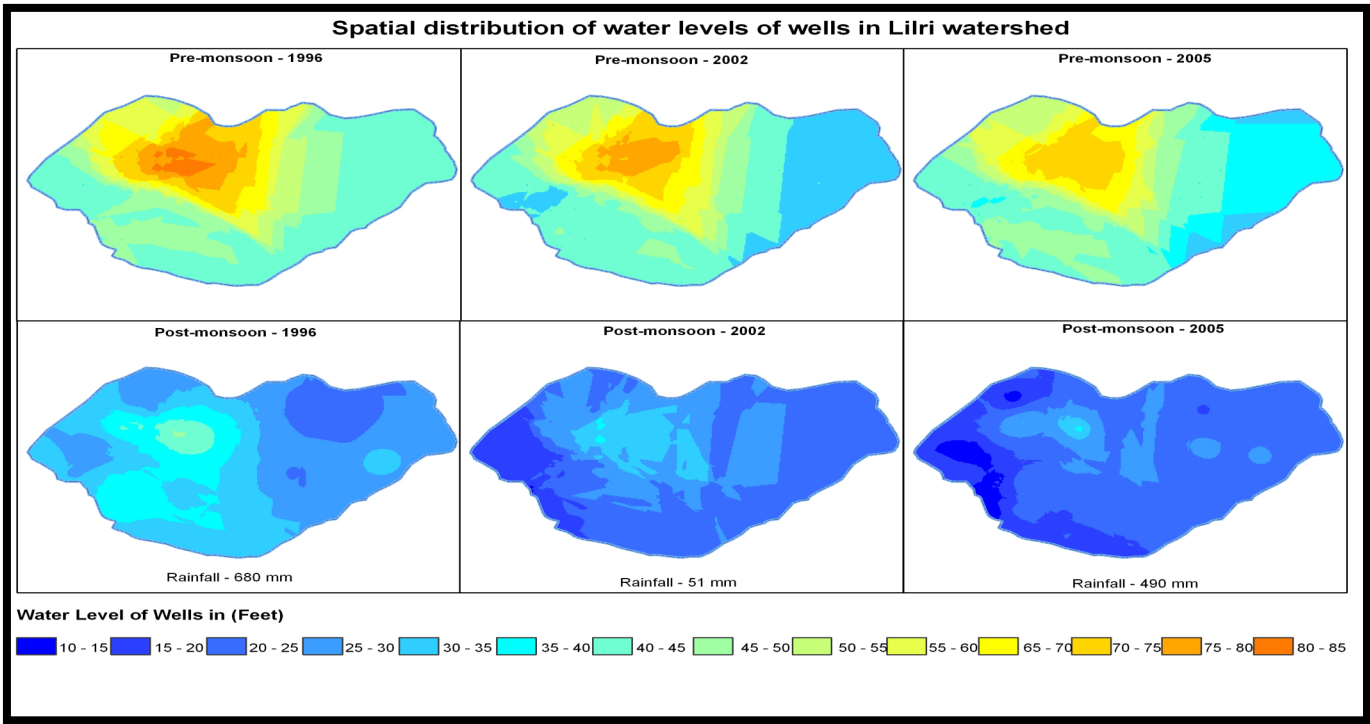 Spatial distribution of water levels of wells in Lilri watershed
Pre-monsoon - 1996
Pre-monsoon - 2002
Pre-monsoon - 2005
Post-monsoon - 1996
Post-monsoon - 2002
Post-monsoon - 2005
Rainfall - 680 mm
Rainfall - 51 mm
Rainfall - 490 mm
Water Level of Wells in (Feet)
10 - 15 15 - 20 20 - 25 25 - 30 30 - 35 35 - 40 40 - 45 45 - 50 50 - 55 55 - 60 65 - 70 70 - 75 75 - 80 80 - 85